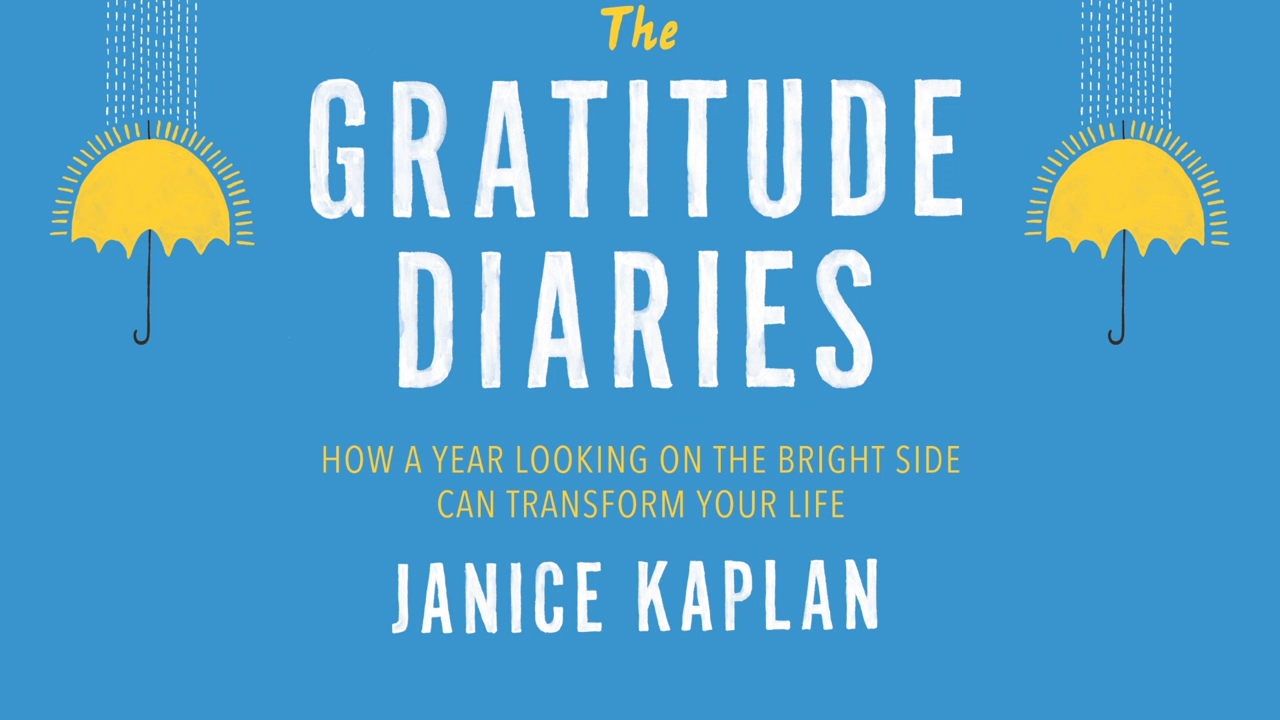 The
GRATITUDE
DIARIES
HOW A YEAR LOOKING ON THE BRIGHT SIDE
CAN TRANSFORM YOUR LIFE
JANICE KAPLAN